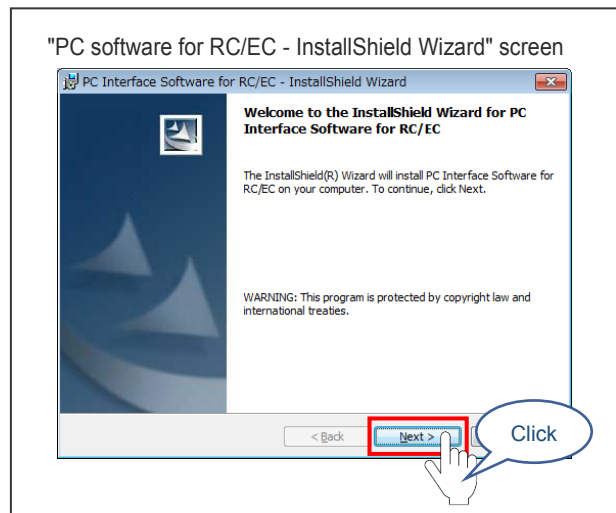 "PC software for RC/EC - InstallShield Wizard" screen
PC Interface Software for RC/EC - InstallShield Wizard
Welcome to the InstallShield Wizard for PC
Interface Software for RC/EC
The InstallShield(R) Wizard will install PC Interface Software for
RC/EC on your computer. To continue, click Next.
WARNING: This program is protected by copyright law and
international treaties.
< Back Next > Click